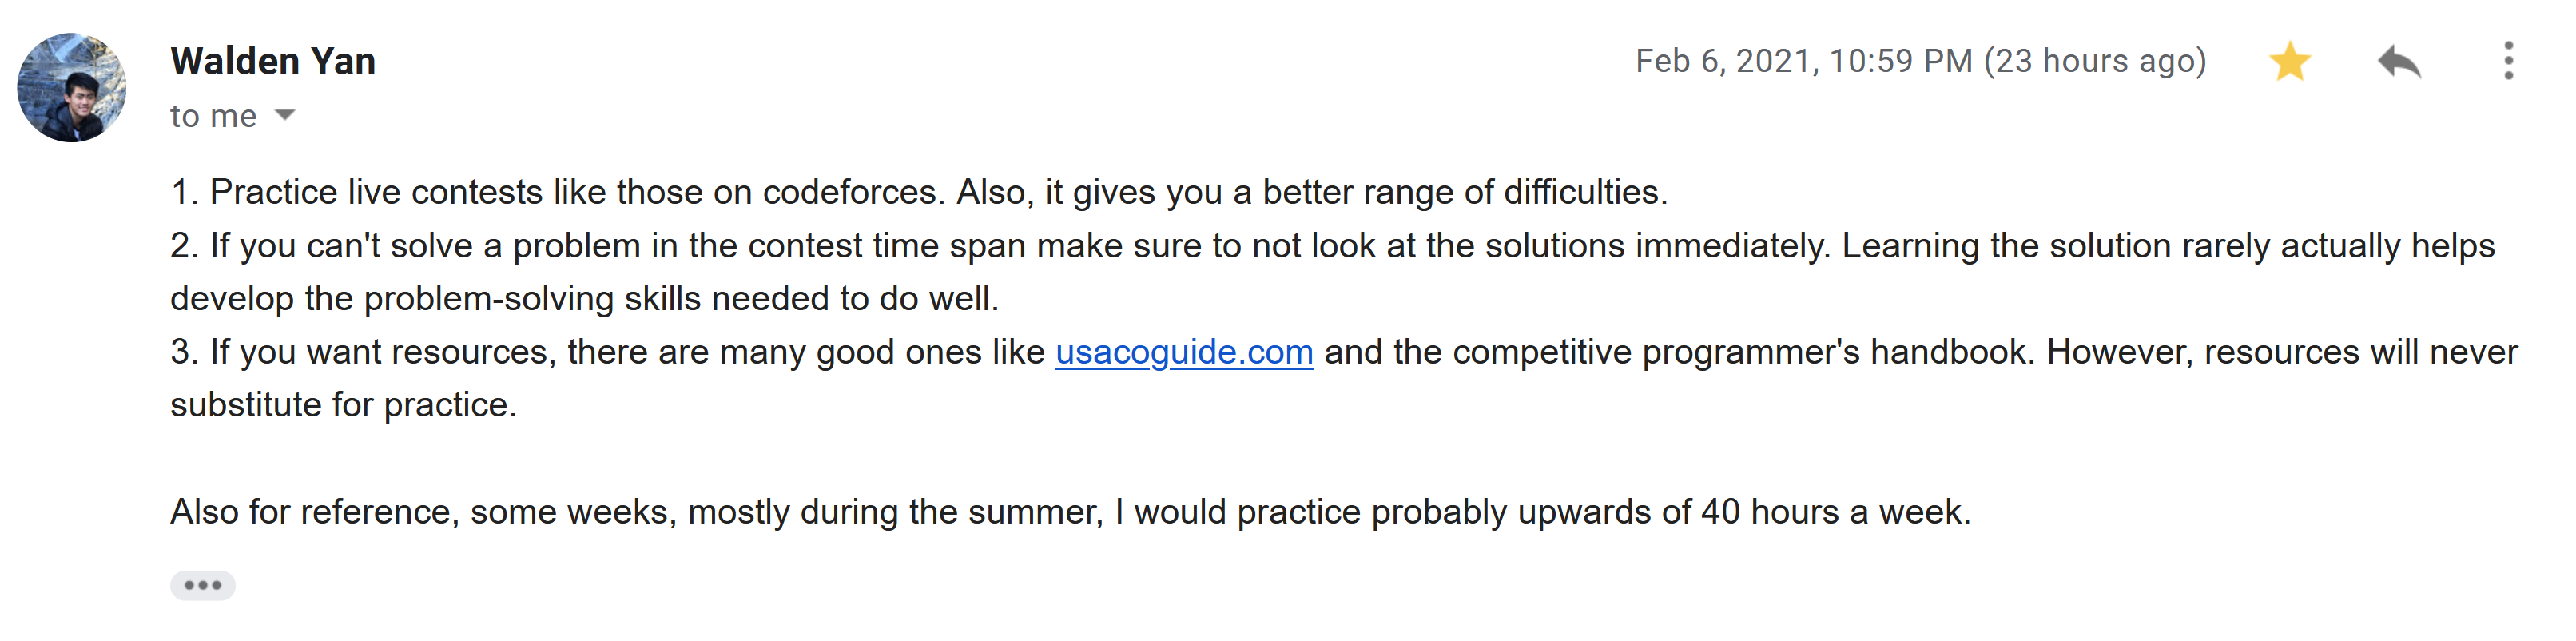 Walden Yan
Feb 6, 2021, 10:59 PM (23 hours ago)
to me
1. Practice live contests like those on codeforces. Also, it gives you a better range of difficulties.
2. If you can't solve a problem in the contest time span make sure to not look at the solutions immediately. Learning the solution rarely actually helps
develop the problem-solving skills needed to do well.
3. If you want resources, there are many good ones like usacoguide.com and the competitive programmer's handbook. However, resources will never
substitute for practice.
Also for reference, some weeks, mostly during the summer, I would practice probably upwards of 40 hours a week.